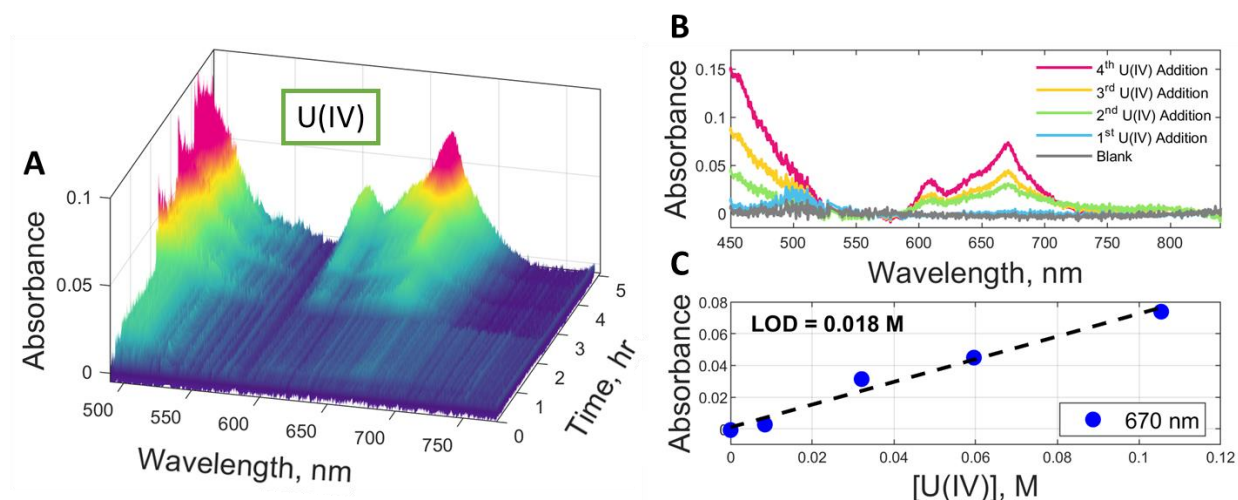 A
U(IV)
Absorbance
0.1
0.05
0
500
550
600
650
700
750
Wavelength, nm
0
1
2
3
4
5
Time, hr
B
Absorbance
0.15
0.1
0.05
0
4th U(IV) Addition
3rd U(IV) Addition
2nd U(IV) Addition
1st U(IV) Addition
Blank
450 500 550 600 650 700 750 800
Wavelength, nm
C
Absorbance
0.08
0.06
0.04
0.02
0
LOD = 0.018 M
670 nm
0 0.02 0.04 0.06 0.08 0.1 0.12
[U(IV)], M